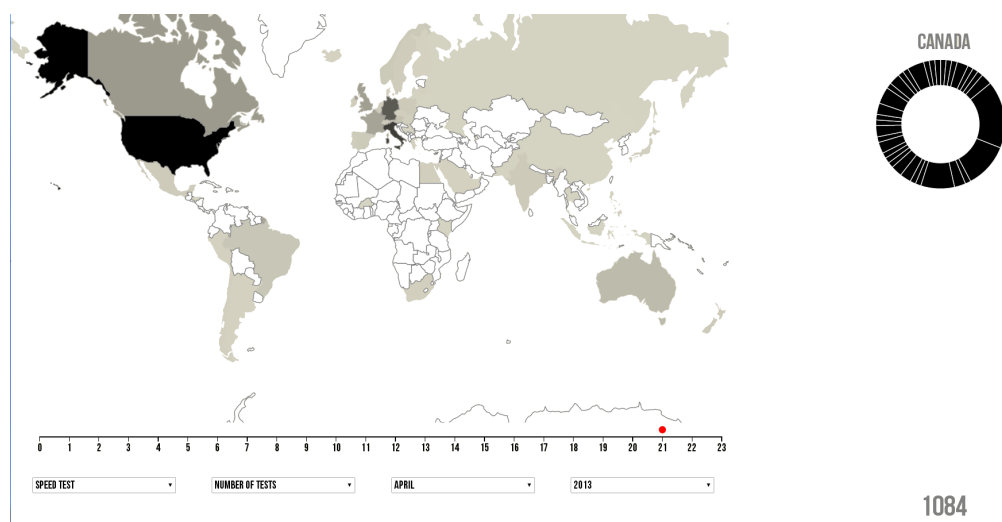 CANADA
0 1 2 3 4 5 6 7 8 9 10 11 12 13 14 15 16 17 18 19 20 21 22 23
SPEED TEST NUMBER OF TESTS APRIL 2013
1084